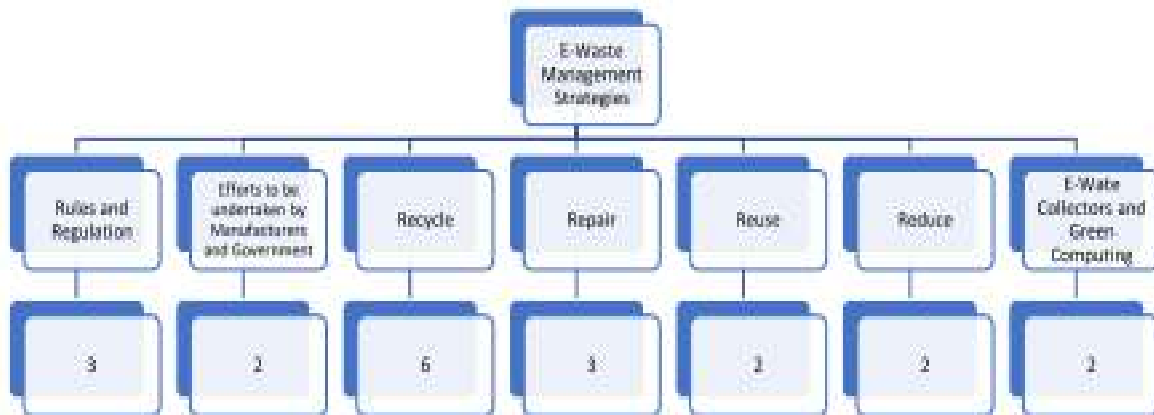 E-Waste
Management
Strategies
Rules and
Regulation
Efforts to be
undertaken by
Manufacturers
and Government
Recycle
Repair
Reuse
Reduce
E-Wate
Collectors and
Green
Computing
3
2
6
3
2
2
2